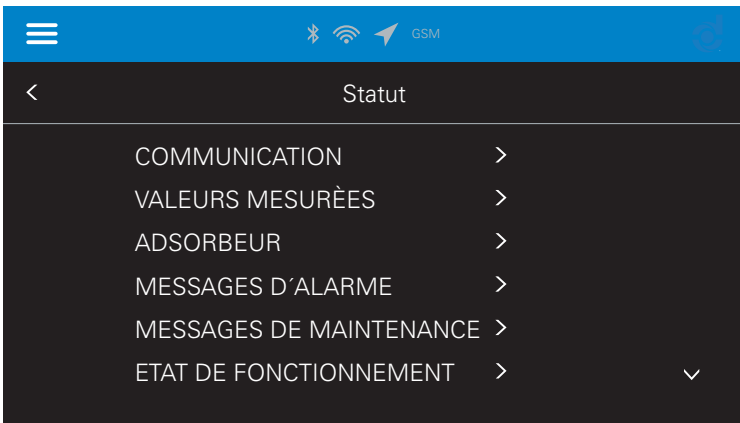 GSM
Statut
COMMUNICATION
VALEURS MESURÈES
ADSORBEUR
MESSAGES D´ALARME
MESSAGES DE MAINTENANCE
ETAT DE FONCTIONNEMENT